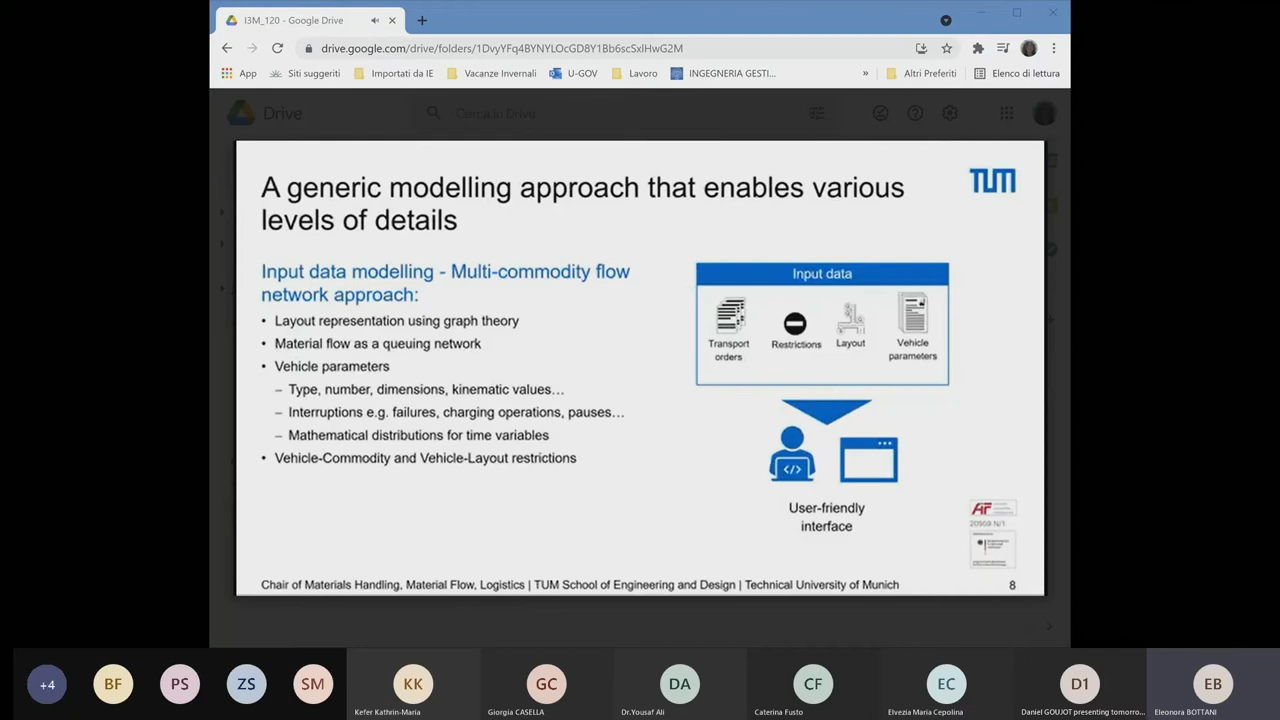 I3M_120 - Google Drive
drive.google.com/drive/folders/1DvyYFq4BYNYLOcGD8Y1Bb6scSxlHwG2M
App
Siti suggeriti
Importati da IE
Vacanze Invernali
U-GOV
Lavoro
INGEGNERIA GESTI...
»
Altri Preferiti
Elenco di lettura
Drive
Cerca in Drive
A generic modelling approach that enables various
levels of details
TUM
Input data modelling - Multi-commodity flow
network approach:
• Layout representation using graph theory
• Material flow as a queuing network
• Vehicle parameters
– Type, number, dimensions, kinematic values…
– Interruptions e.g. failures, charging operations, pauses…
– Mathematical distributions for time variables
• Vehicle-Commodity and Vehicle-Layout restrictions
Input data
Transport
orders
Restrictions
Layout
Vehicle
parameters
</>
User-friendly
interface
AiF
20909 N/1
Chair of Materials Handling, Material Flow, Logistics | TUM School of Engineering and Design | Technical University of Munich
8
+4
BF
PS
ZS
SM
KK
Kefer Kathrin-Maria
GC
Giorgia CASELLA
DA
Dr.Yousaf Ali
CF
Caterina Fusto
EC
Elvezia Maria Cepolina
D1
Daniel GOUJOT presenting tomorro...
EB
Eleonora BOTTANI